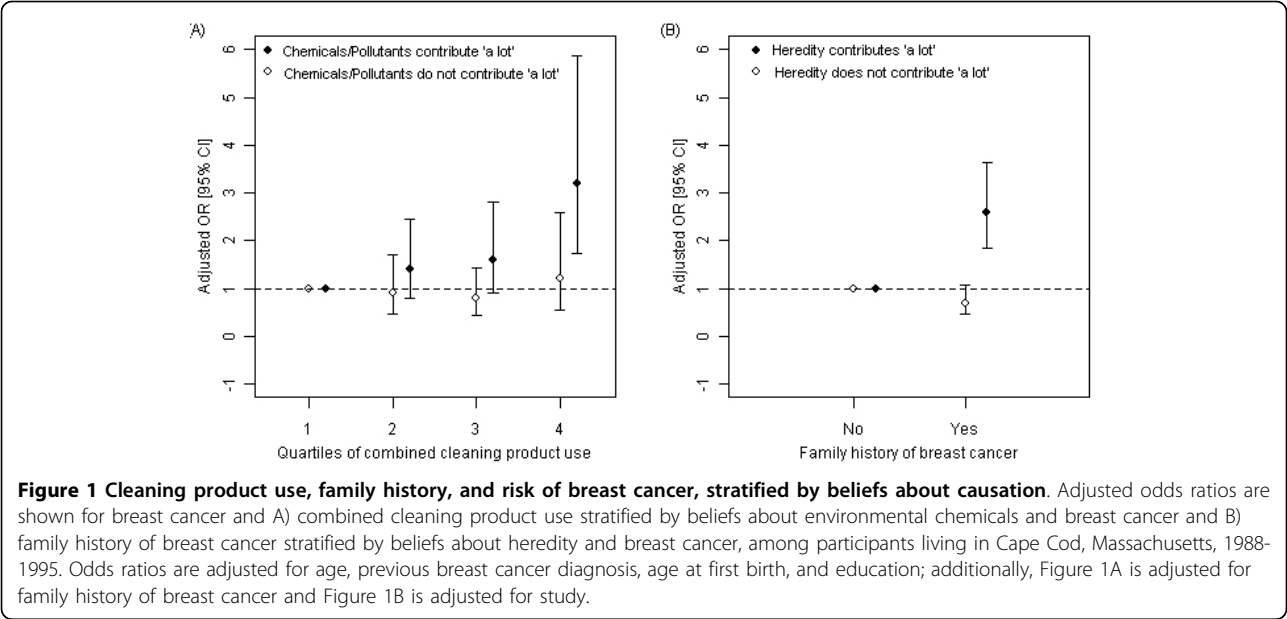 (A)
6
5
4
3
2
1
0
-1
Adjusted OR [95% CI]
Chemicals/Pollutants contribute 'a lot'
Chemicals/Pollutants do not contribute 'a lot'
1 2 3 4
Quartiles of combined cleaning product use
(B)
6
5
4
3
2
1
0
-1
Adjusted OR [95% CI]
Heredity contributes 'a lot'
Heredity does not contribute 'a lot'
No Yes
Family history of breast cancer
Figure 1 Cleaning product use, family history, and risk of breast cancer, stratified by beliefs about causation. Adjusted odds ratios are
shown for breast cancer and A) combined cleaning product use stratified by beliefs about environmental chemicals and breast cancer and B)
family history of breast cancer stratified by beliefs about heredity and breast cancer, among participants living in Cape Cod, Massachusetts, 1988-
1995. Odds ratios are adjusted for age, previous breast cancer diagnosis, age at first birth, and education; additionally, Figure 1A is adjusted for
family history of breast cancer and Figure 1B is adjusted for study.